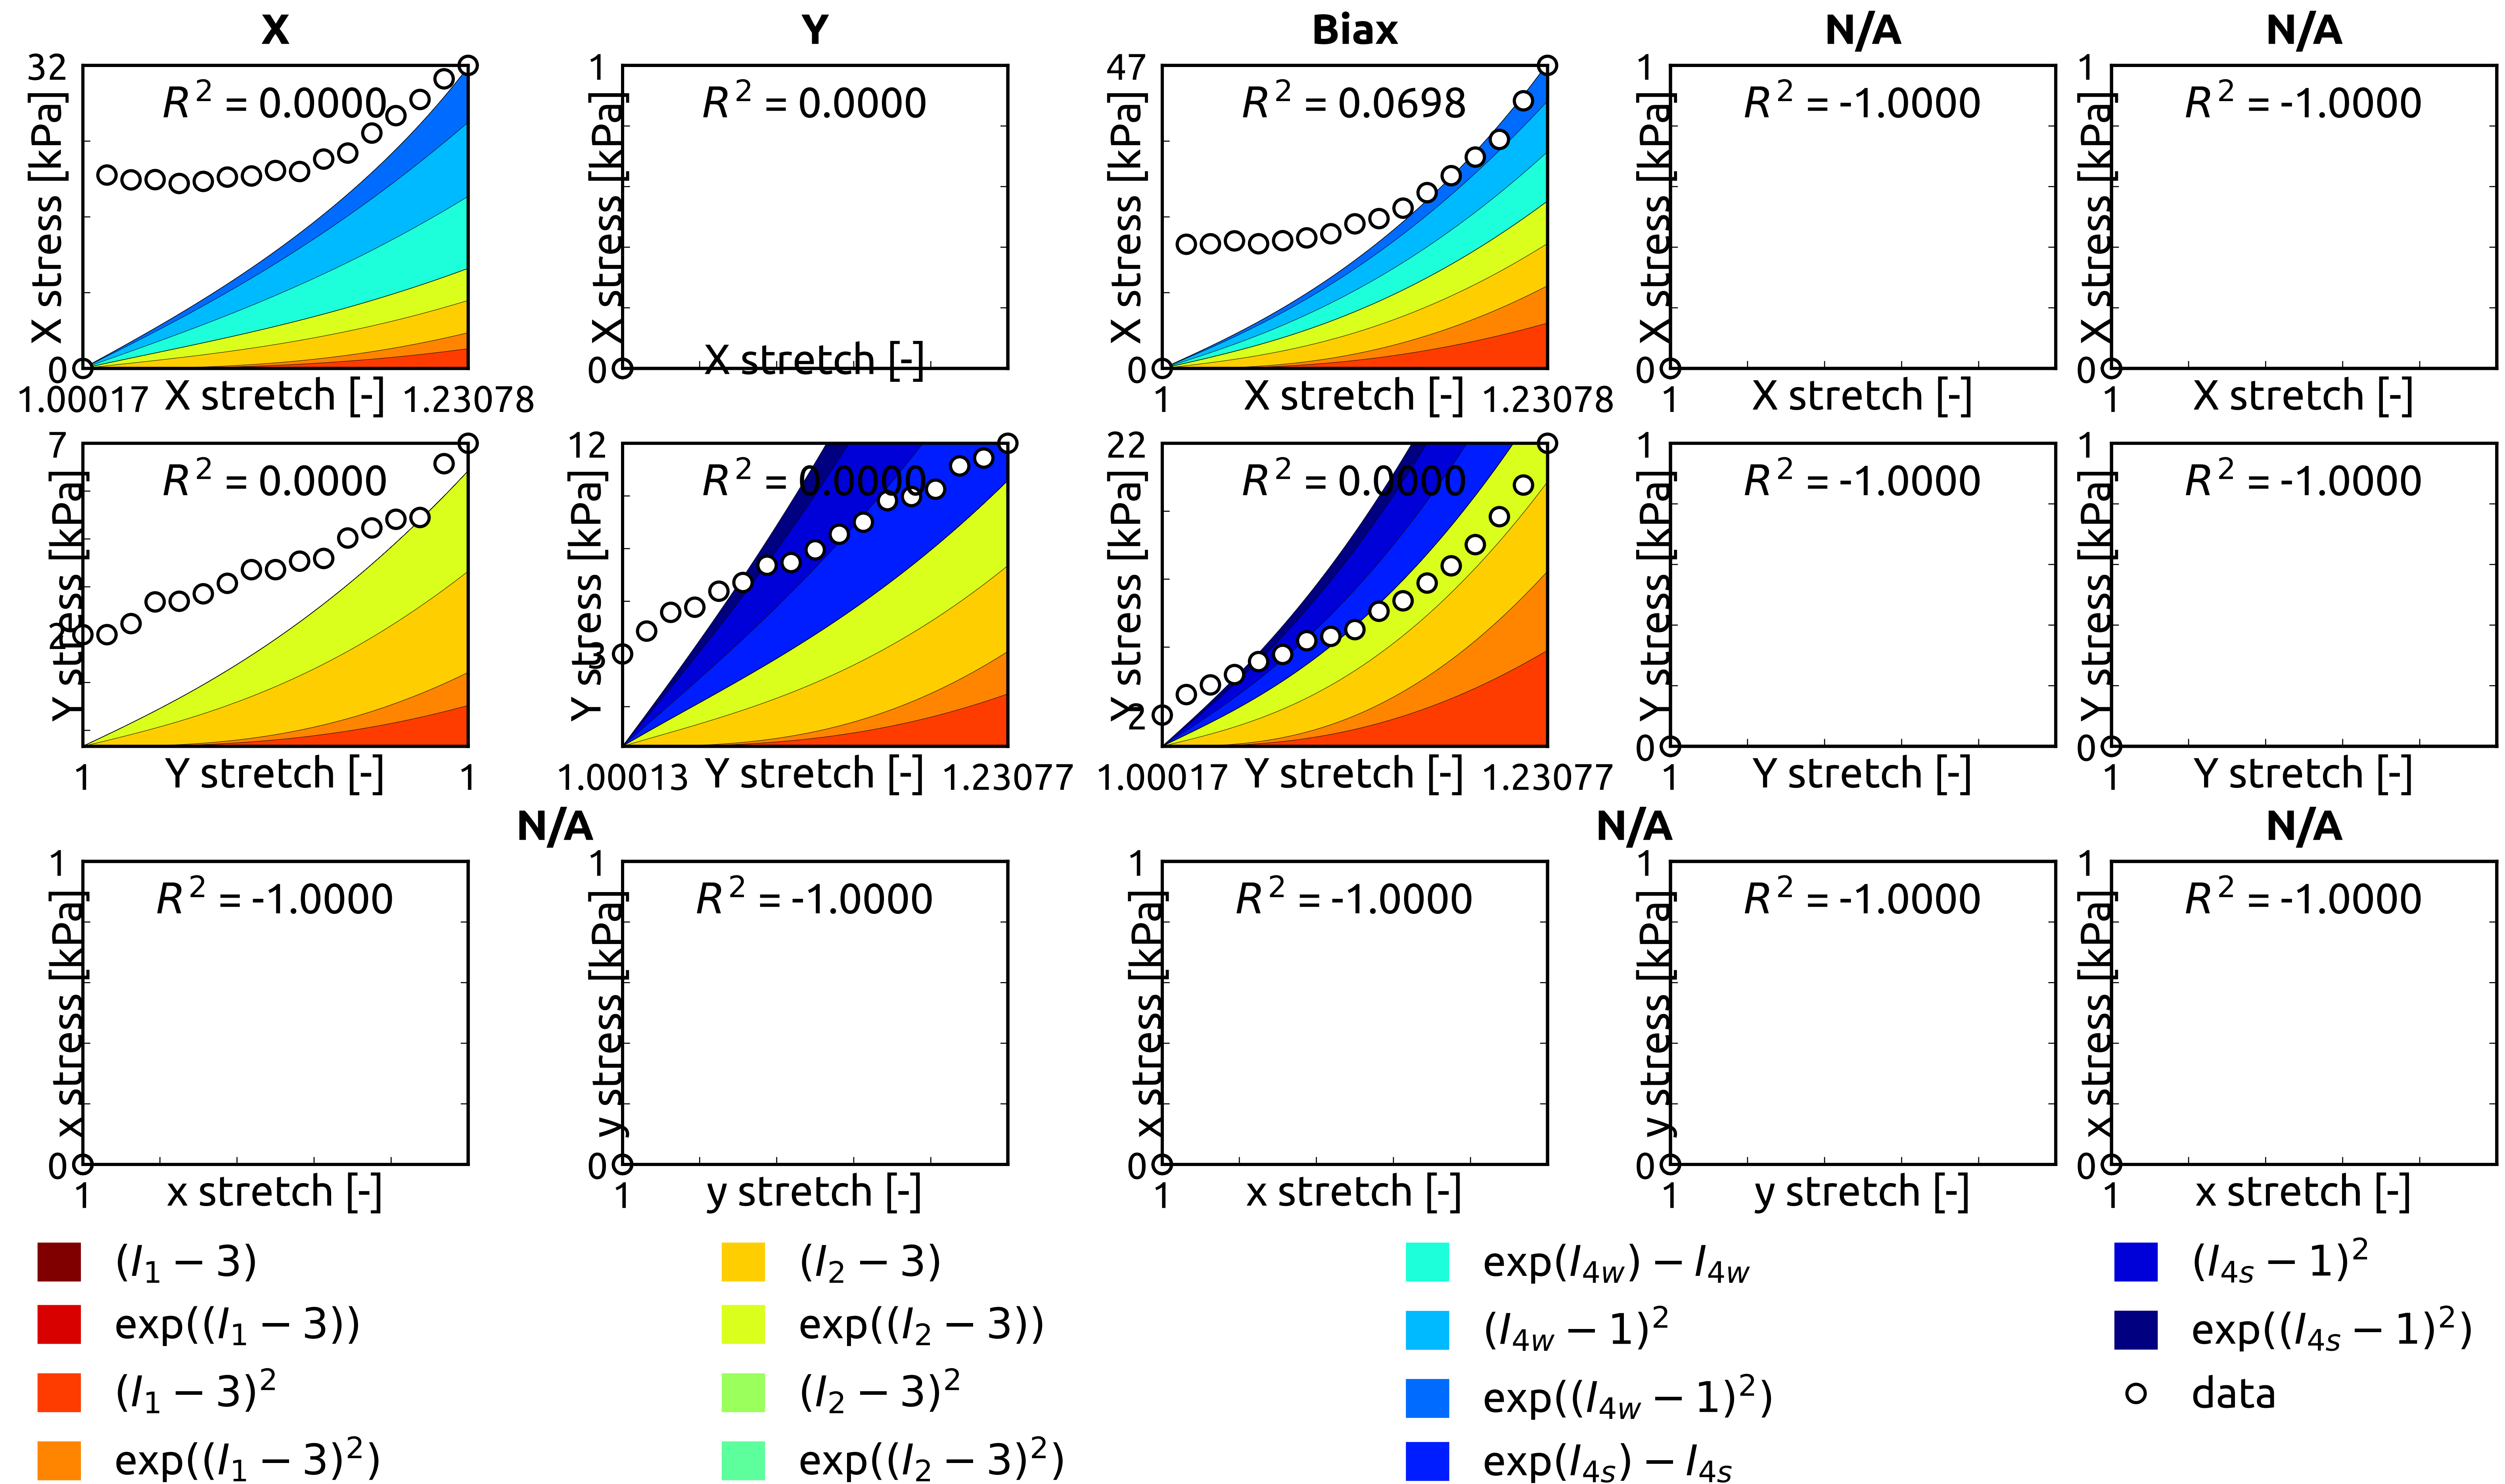 X Y Biax N/A N/A
32 1 47 1 1
R² = 0.0000 R² = 0.0000 R² = 0.0698 R² = -1.0000 R² = -1.0000
X stress [kPa] X stress [kPa] X stress [kPa] X stress [kPa] X stress [kPa]
0 0 0 0 0
X stretch [-]
1.00017 X stretch [-] 1.23078 1 X stretch [-] 1.23078 1 X stretch [-] 1 X stretch [-]
7 12 22 1 1
R² = 0.0000 R² = 0.0000 R² = 0.0000 R² = -1.0000 R² = -1.0000
Y stress [kPa] Y stress [kPa] Y stress [kPa] Y stress [kPa] Y stress [kPa]
2 3 2 0 0
1 Y stretch [-] 1 1.00013 Y stretch [-] 1.23077 1.00017 Y stretch [-] 1.23077 1 Y stretch [-] 1 Y stretch [-]
N/A N/A N/A
1 1 1 1 1
R² = -1.0000 R² = -1.0000 R² = -1.0000 R² = -1.0000 R² = -1.0000
x stress [kPa] y stress [kPa] x stress [kPa] y stress [kPa] x stress [kPa]
0 0 0 0 0
1 x stretch [-] 1 y stretch [-] 1 x stretch [-] 1 y stretch [-] 1 x stretch [-]
(I₁ − 3) (I₂ − 3) exp(I₄w) − I₄w (I₄s − 1)²
exp((I₁ − 3)) exp((I₂ − 3)) (I₄w − 1)² exp((I₄s − 1)²)
(I₁ − 3)² (I₂ − 3)² exp((I₄w − 1)²) data
exp((I₁ − 3)²) exp((I₂ − 3)²) exp(I₄s) − I₄s